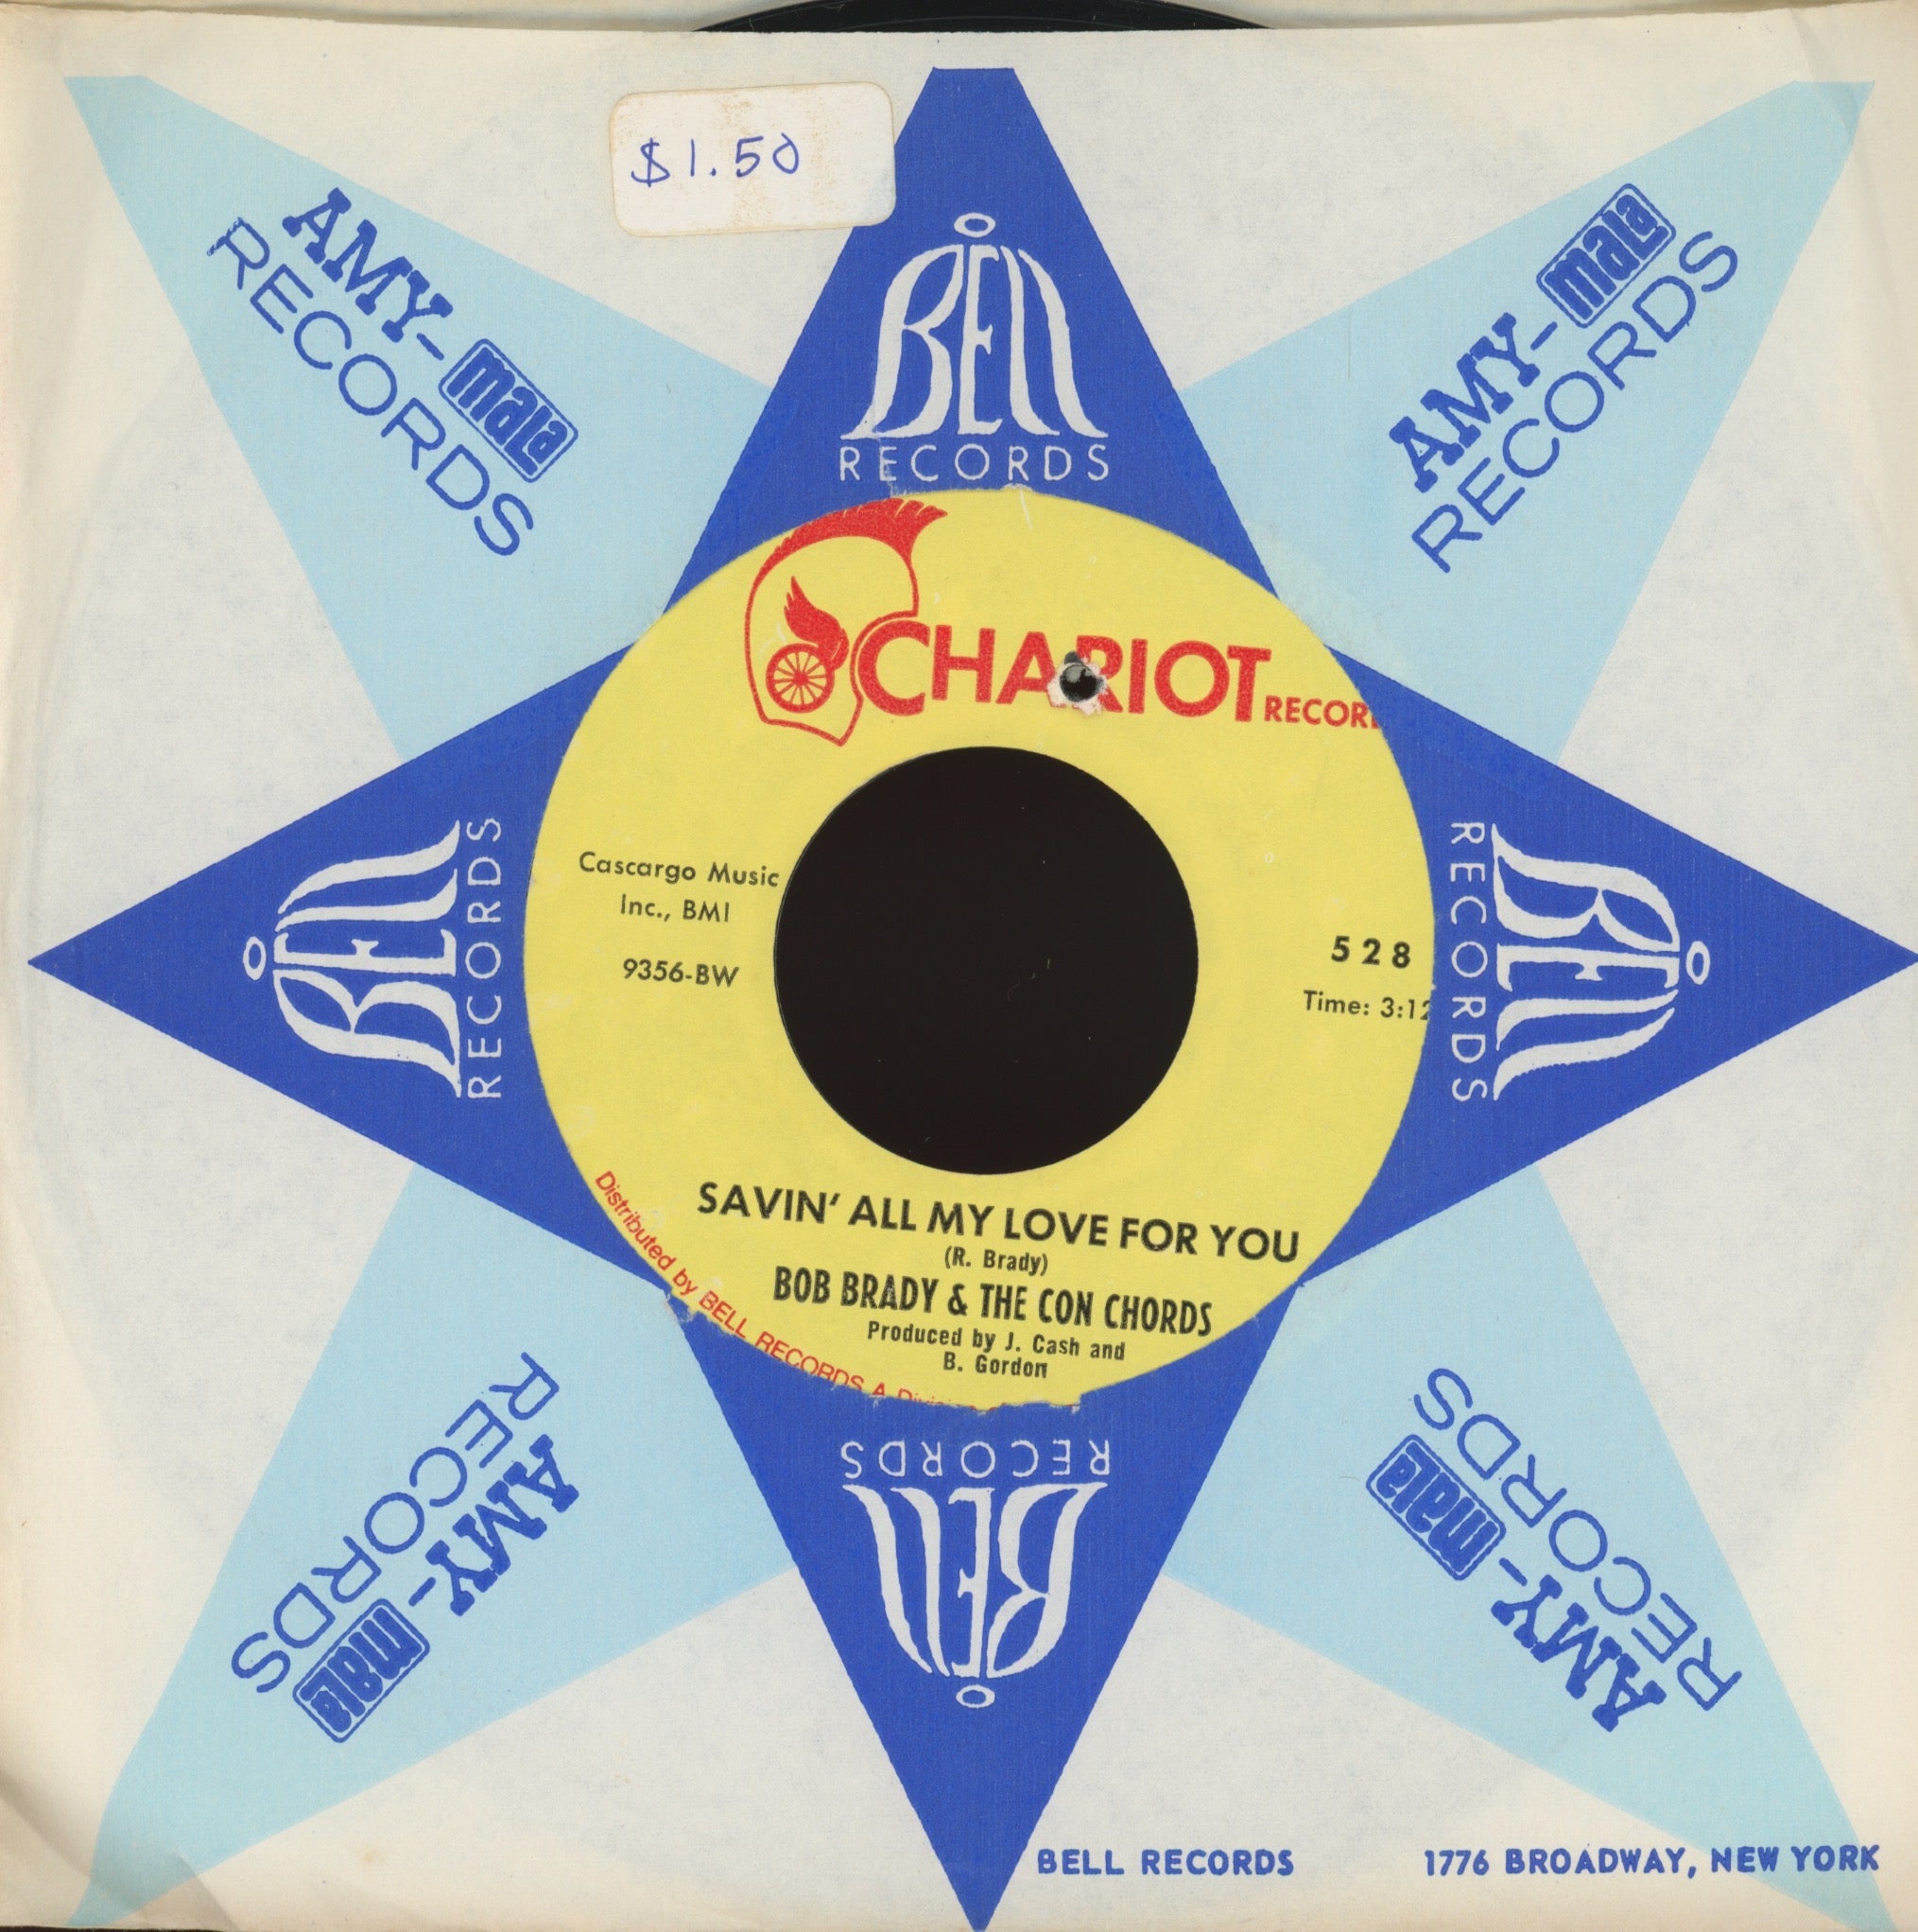 $1.50
BELL
RECORDS
AMY-mala
RECORDS
AMY-mala
RECORDS
CHARIOT RECOR
BELL
RECORDS
BELL
RECORDS
Cascargo Music
Inc., BMI
9356-BW
528
Time: 3:12
SAVIN' ALL MY LOVE FOR YOU
(R. Brady)
BOB BRADY & THE CON CHORDS
Produced by J. Cash and
B. Gordon
Distributed by BELL RECORDS A
BELL
RECORDS
AMY-mala
RECORDS
AMY-mala
RECORDS
BELL RECORDS 1776 BROADWAY, NEW YORK